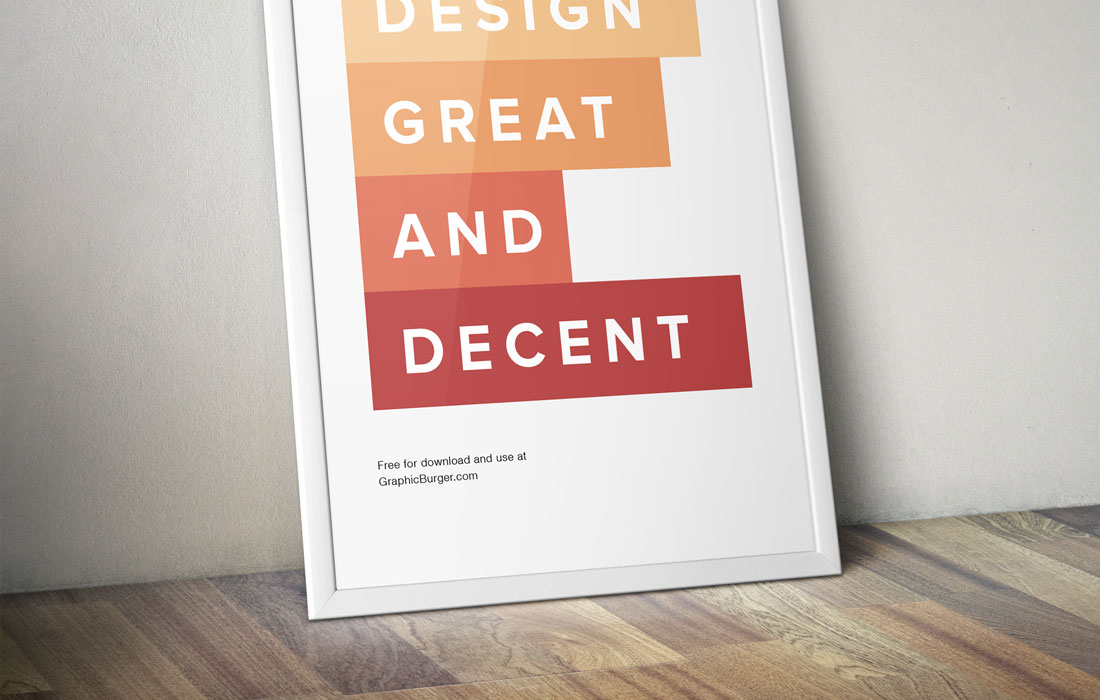 DESIGN
GREAT
AND
DECENT
Free for download and use at
GraphicBurger.com